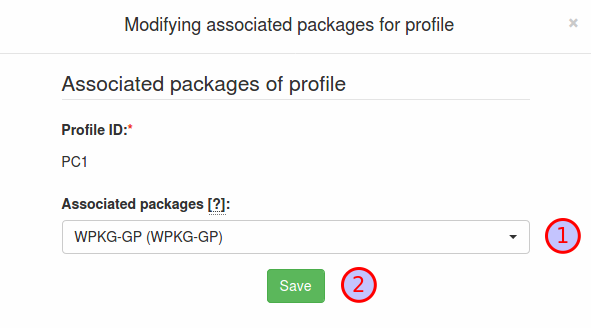 Modifying associated packages for profile ×
Associated packages of profile
Profile ID:*
PC1
Associated packages [?]:
WPKG-GP (WPKG-GP)
1
Save
2